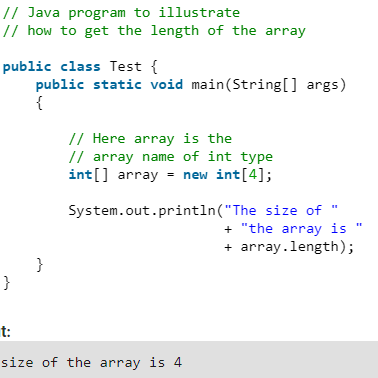 // Java program to illustrate
// how to get the length of the array
public class Test {
public static void main(String[] args)
{
// Here array is the
// array name of int type
int[] array = new int[4];
System.out.println("The size of "
+ "the array is "
+ array.length);
}
}
t:
size of the array is 4